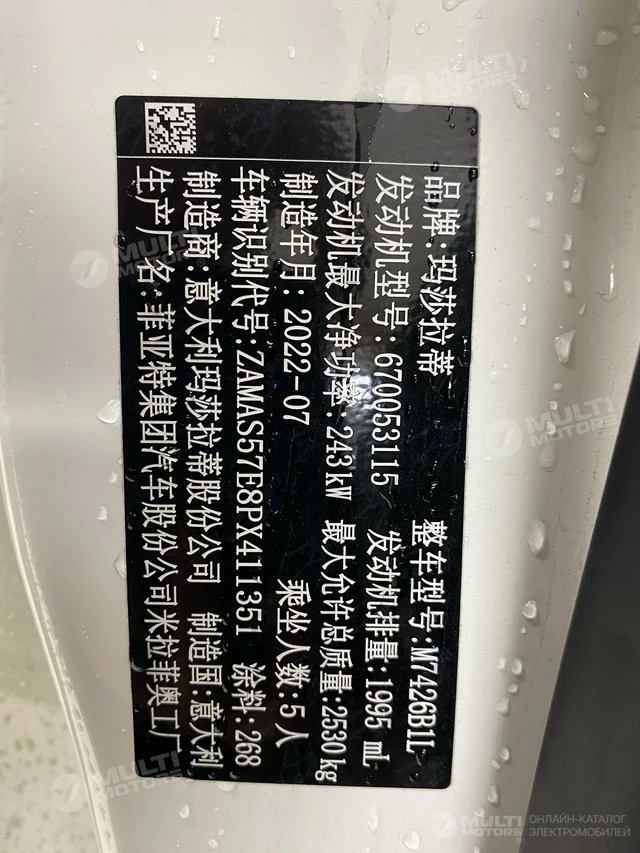 品牌:玛莎拉蒂 整车型号:M7426B1L
发动机型号:670053115 发动机排量:1995 mL
发动机最大净功率:243kW 最大允许总质量:2530kg
制造年月:2022-07 乘坐人数:5人
车辆识别代号:ZAMAS57E8PX411351 涂料:268
制造商:意大利玛莎拉蒂股份公司 制造国:意大利
生产厂名:菲亚特集团汽车股份公司米拉菲奥工厂
MULTI MOTORS
MULTI MOTORS
MULTI MOTORS
MULTI MOTORS
MULTI MOTORS
ОНЛАЙН-КАТАЛОГ
ЭЛЕКТРОМОБИЛЕЙ